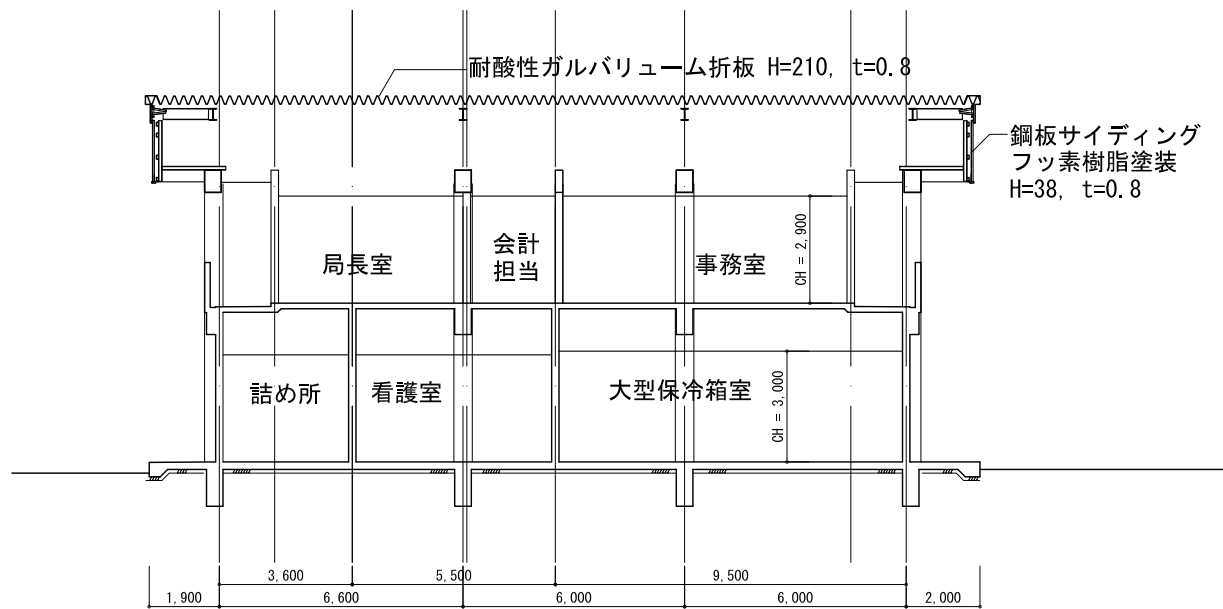 耐酸性ガルバリューム折板 H=210, t=0.8
鋼板サイディング
フッ素樹脂塗装
H=38, t=0.8
局長室
会計
担当
事務室
CH = 2,900
詰め所
看護室
大型保冷箱室
CH = 3,000
3,600
5,500
9,500
1,900
6,600
6,000
6,000
2,000